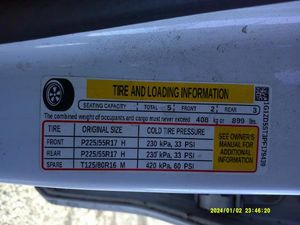 TIRE AND LOADING INFORMATION
SEATING CAPACITY TOTAL 5 FRONT 2 REAR 3
The combined weight of occupants and cargo must never exceed 408 kg or 899 lbs
TIRE ORIGINAL SIZE COLD TIRE PRESSURE
FRONT P225/55R17 H 230 kPa, 33 PSI
REAR P225/55R17 H 230 kPa, 33 PSI
SPARE T125/80R16 M 420 kPa, 60 PSI
SEE OWNER'S
MANUAL FOR
ADDITIONAL
INFORMATION
2024/01/02 23:46:20